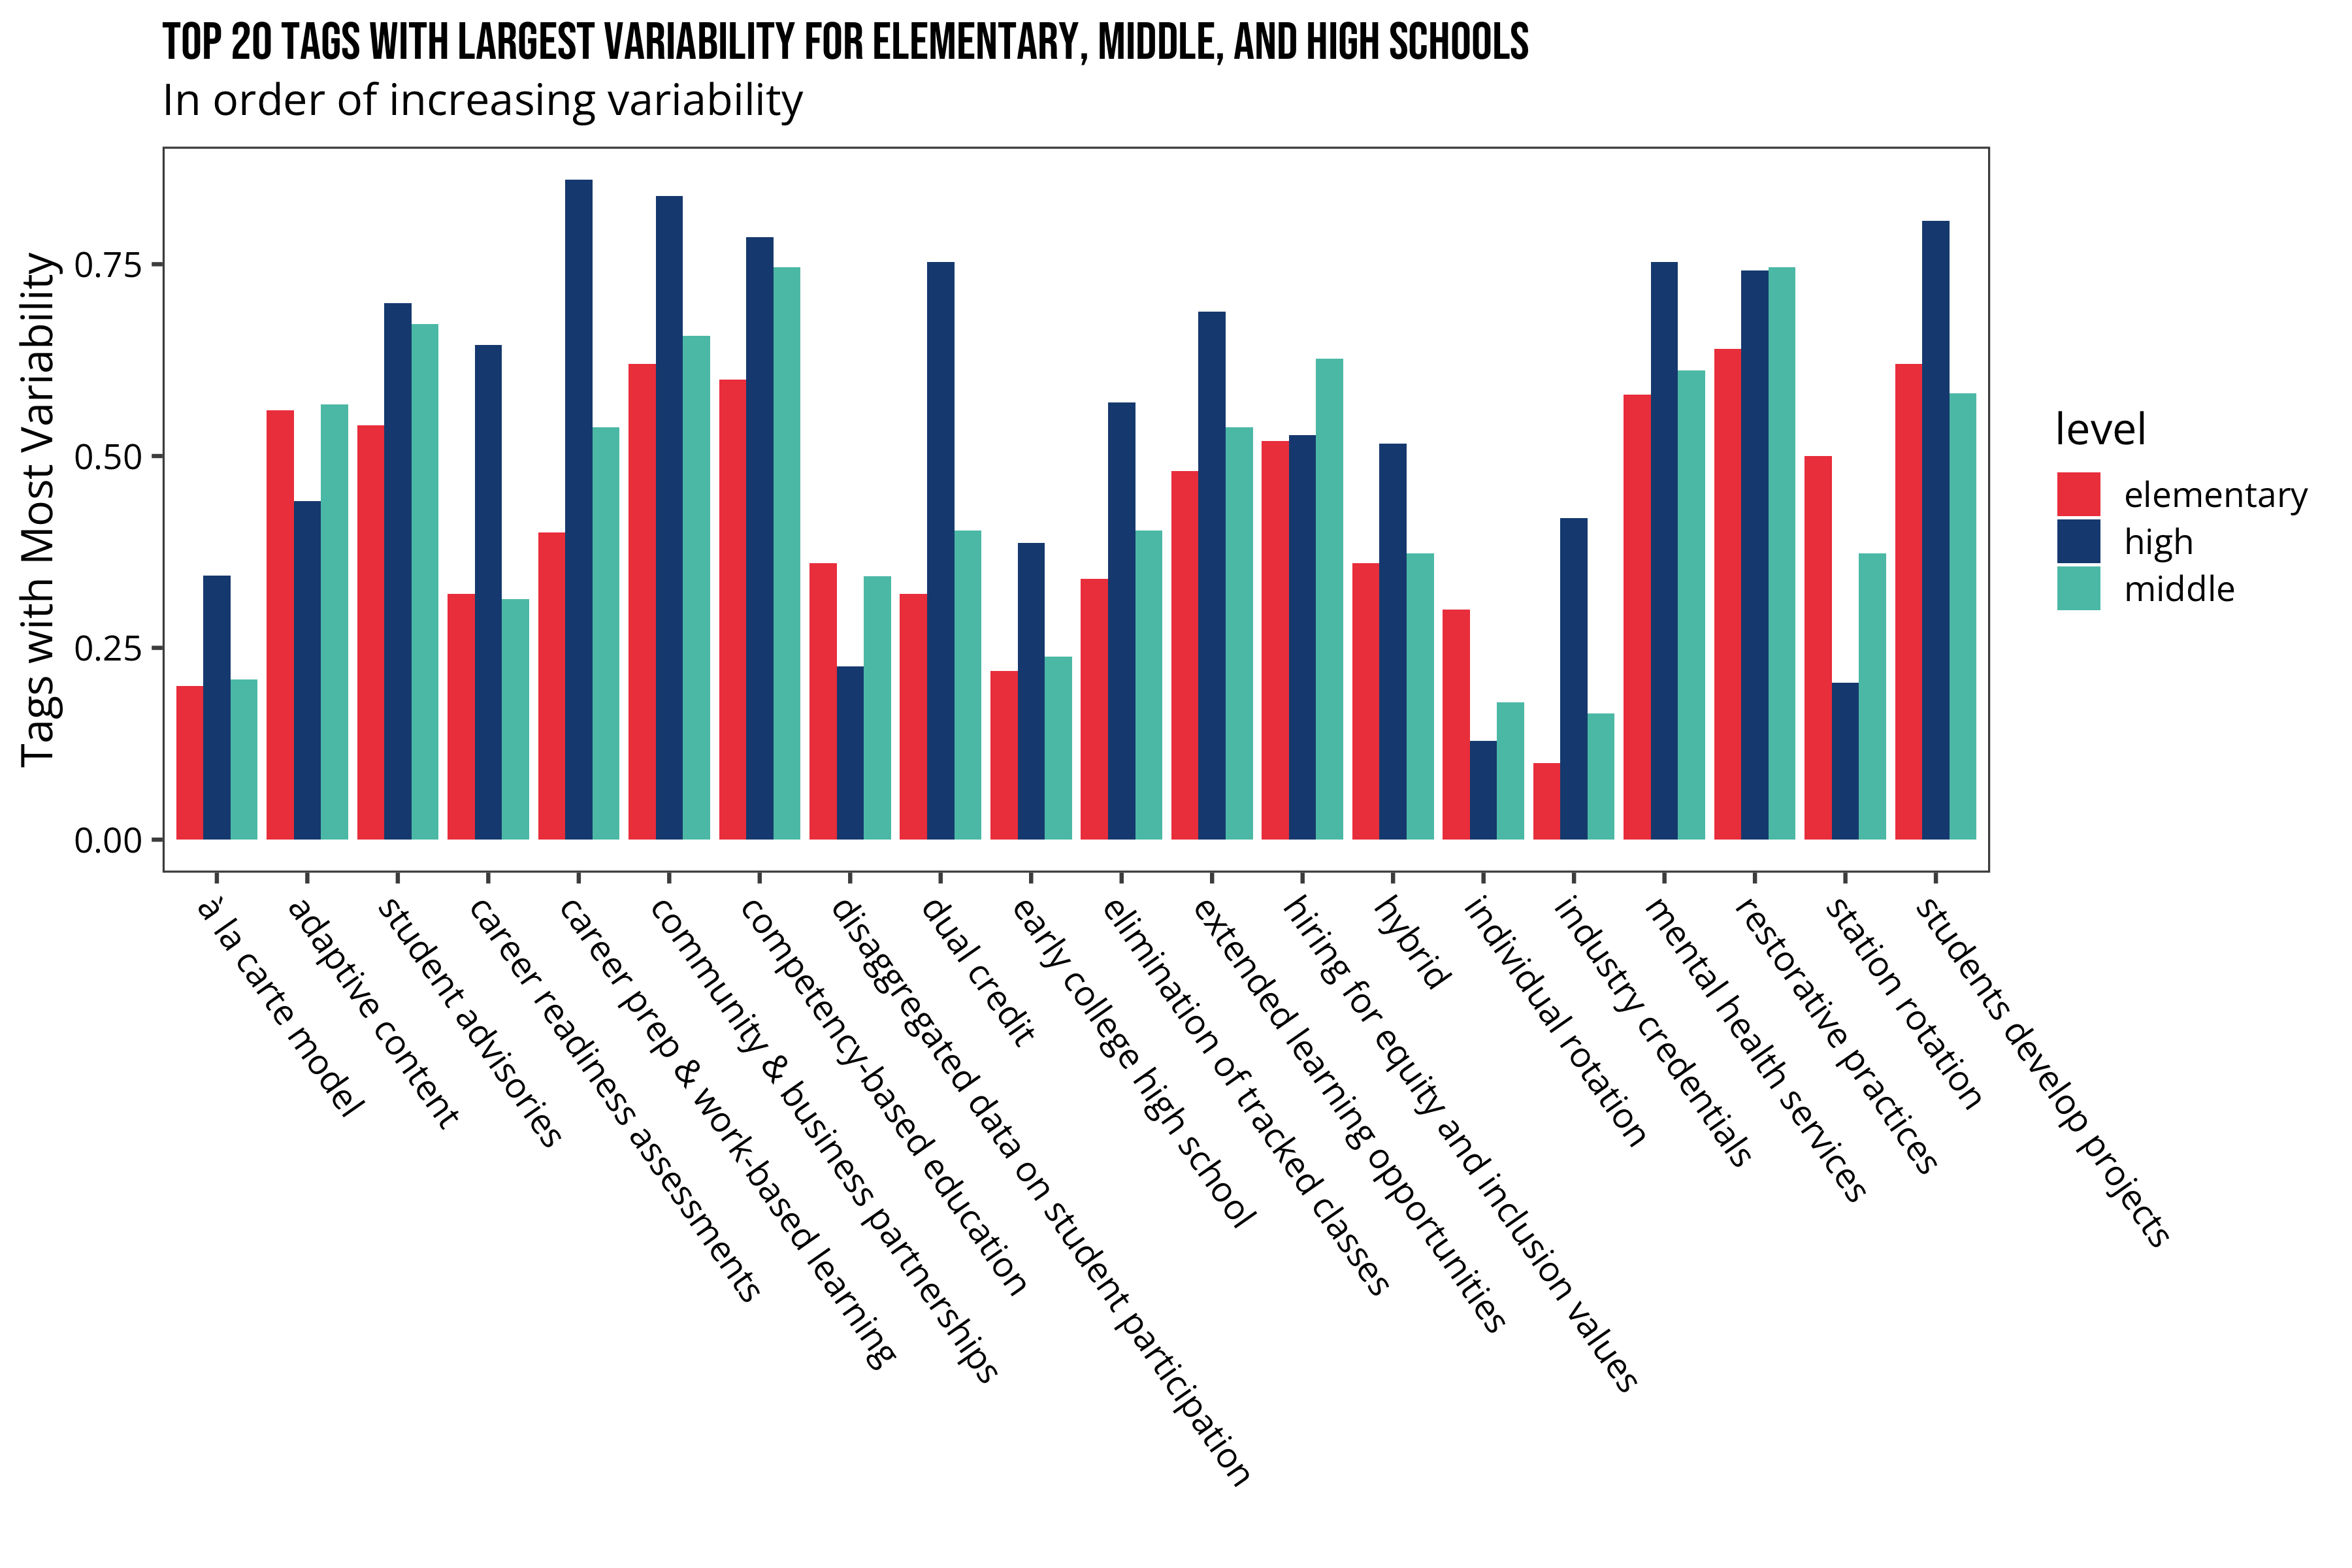 TOP 20 TAGS WITH LARGEST VARIABILITY FOR ELEMENTARY, MIDDLE, AND HIGH SCHOOLS
In order of increasing variability
Tags with Most Variability
0.75
0.50
0.25
0.00
à la carte model
adaptive content
student advisories
career readiness assessments
career prep & work-based learning
community & business partnerships
competency-based education
disaggregated data on student participation
dual credit
early college high school
elimination of tracked classes
extended learning opportunities
hiring for equity and inclusion values
hybrid
individual rotation
industry credentials
mental health services
restorative practices
station rotation
students develop projects
level
elementary
high
middle